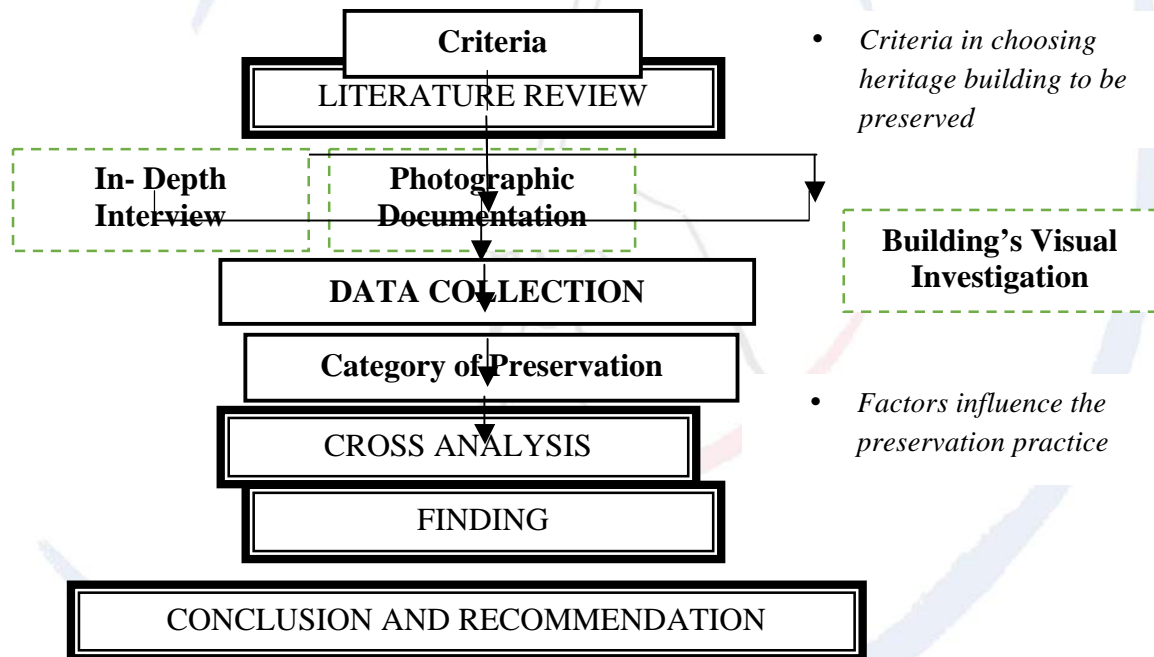 Criteria
LITERATURE REVIEW
• Criteria in choosing
heritage building to be
preserved
In- Depth
Interview
Photographic
Documentation
Building’s Visual
Investigation
DATA COLLECTION
Category of Preservation
• Factors influence the
preservation practice
CROSS ANALYSIS
FINDING
CONCLUSION AND RECOMMENDATION